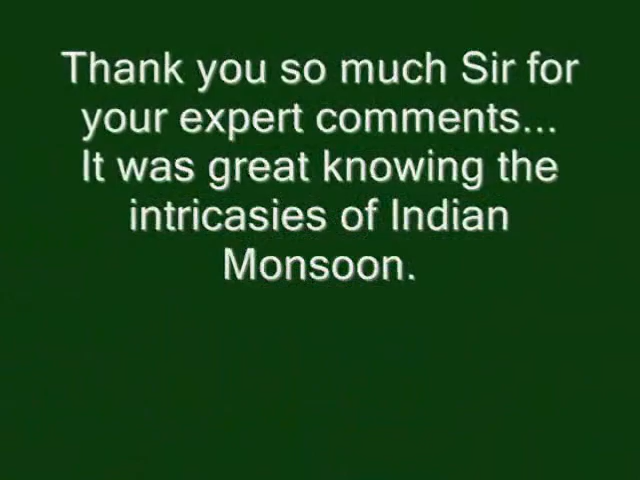 Thank you so much Sir for
your expert comments...
It was great knowing the
intricasies of Indian
Monsoon.